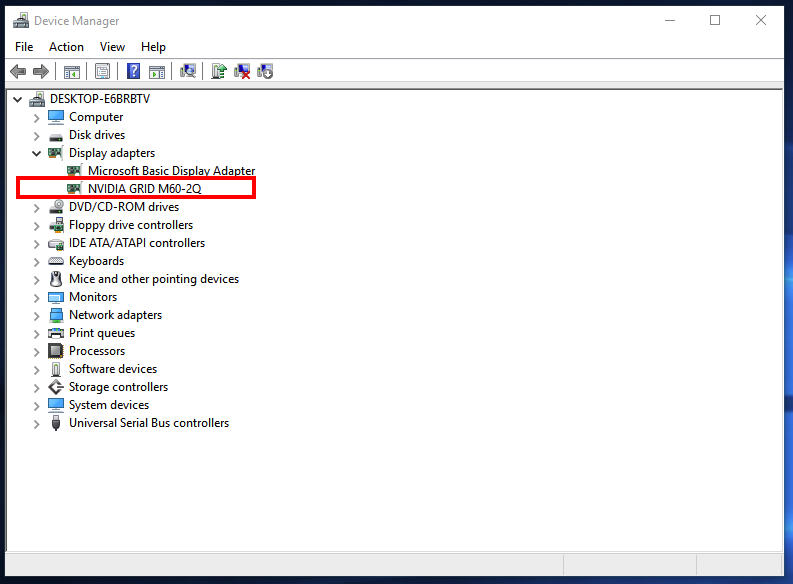 Device Manager
File Action View Help
DESKTOP-E6BRBTV
Computer
Disk drives
Display adapters
Microsoft Basic Display Adapter
NVIDIA GRID M60-2Q
DVD/CD-ROM drives
Floppy drive controllers
IDE ATA/ATAPI controllers
Keyboards
Mice and other pointing devices
Monitors
Network adapters
Print queues
Processors
Software devices
Storage controllers
System devices
Universal Serial Bus controllers